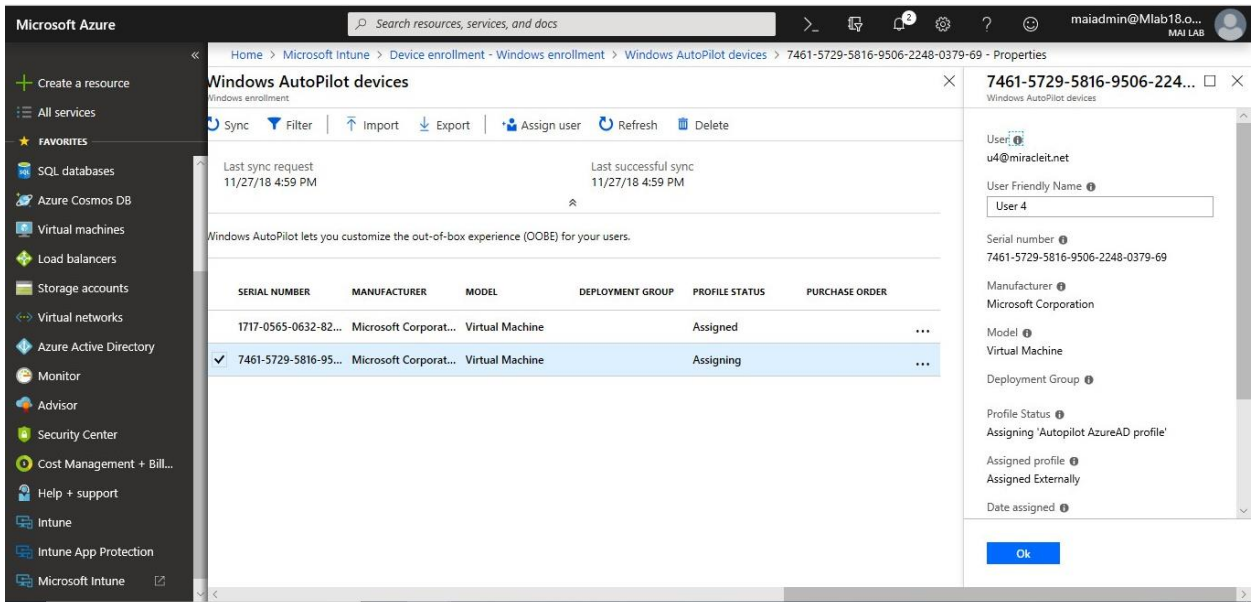 Microsoft Azure
Search resources, services, and docs
2
maiadmin@Mlab18.o...
MAI LAB
Home > Microsoft Intune > Device enrollment - Windows enrollment > Windows AutoPilot devices > 7461-5729-5816-9506-2248-0379-69 - Properties
Create a resource
All services
FAVORITES
SQL databases
Azure Cosmos DB
Virtual machines
Load balancers
Storage accounts
Virtual networks
Azure Active Directory
Monitor
Advisor
Security Center
Cost Management + Bill...
Help + support
Intune
Intune App Protection
Microsoft Intune
Windows AutoPilot devices
Windows enrollment
Sync Filter Import Export Assign user Refresh Delete
Last sync request Last successful sync
11/27/18 4:59 PM 11/27/18 4:59 PM
Windows AutoPilot lets you customize the out-of-box experience (OOBE) for your users.
SERIAL NUMBER MANUFACTURER MODEL DEPLOYMENT GROUP PROFILE STATUS PURCHASE ORDER
1717-0565-0632-82... Microsoft Corporat... Virtual Machine Assigned ...
7461-5729-5816-95... Microsoft Corporat... Virtual Machine Assigning ...
7461-5729-5816-9506-224...
Windows AutoPilot devices
User
u4@miracleit.net
User Friendly Name
User 4
Serial number
7461-5729-5816-9506-2248-0379-69
Manufacturer
Microsoft Corporation
Model
Virtual Machine
Deployment Group
Profile Status
Assigning 'Autopilot AzureAD profile'
Assigned profile
Assigned Externally
Date assigned
Ok